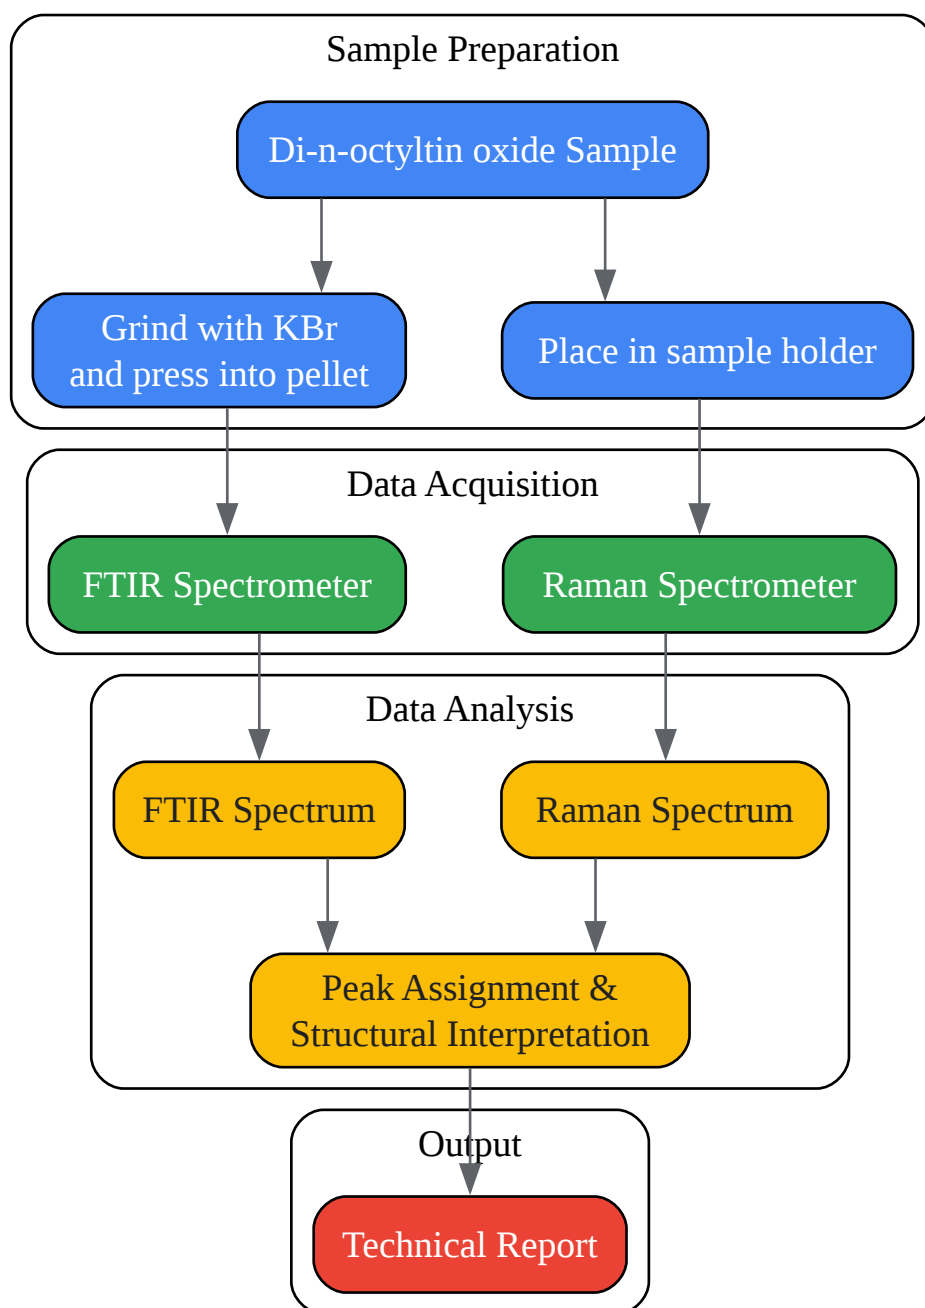 Sample Preparation
Di-n-octyltin oxide Sample
Grind with KBr
and press into pellet
Place in sample holder
Data Acquisition
FTIR Spectrometer
Raman Spectrometer
Data Analysis
FTIR Spectrum
Raman Spectrum
Peak Assignment &
Structural Interpretation
Output
Technical Report